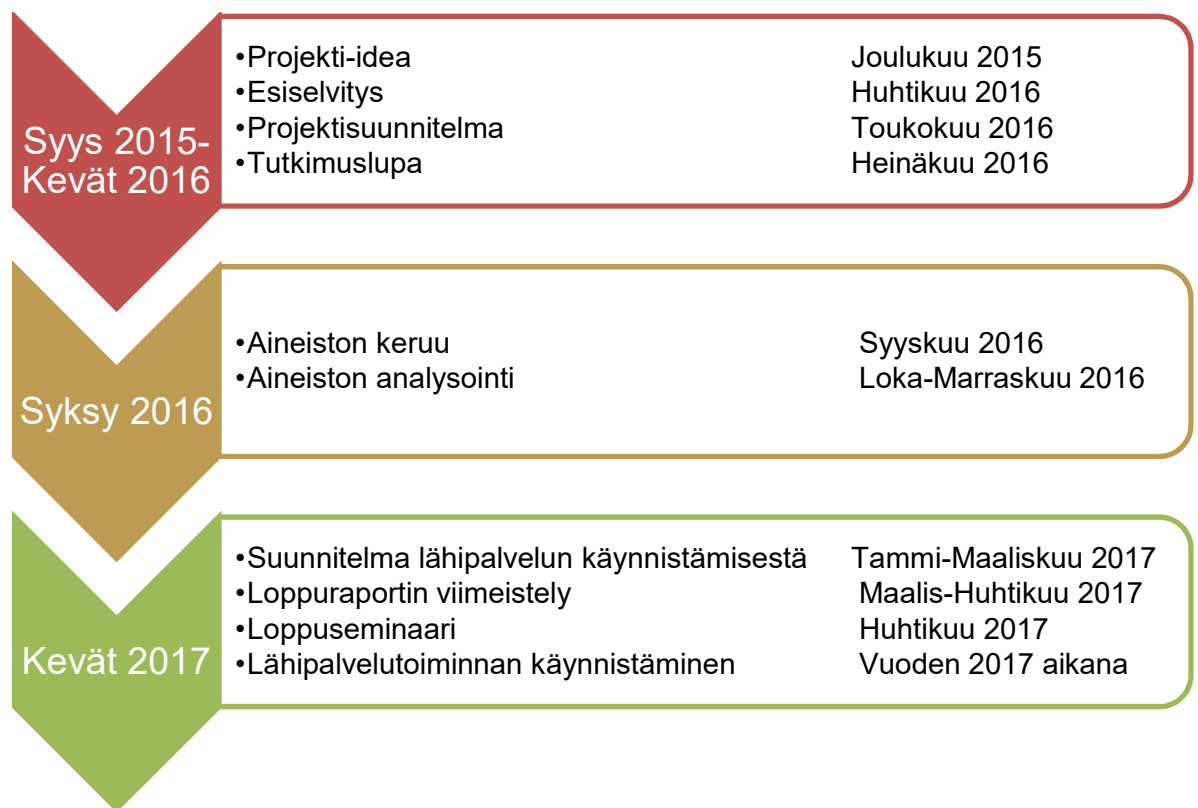 Syys 2015-
Kevät 2016
•Projekti-idea Joulukuu 2015
•Esiselvitys Huhtikuu 2016
•Projektisuunnitelma Toukokuu 2016
•Tutkimuslupa Heinäkuu 2016
Syksy 2016
•Aineiston keruu Syyskuu 2016
•Aineiston analysointi Loka-Marraskuu 2016
Kevät 2017
•Suunnitelma lähipalvelun käynnistämisestä Tammi-Maaliskuu 2017
•Loppuraportin viimeistely Maalis-Huhtikuu 2017
•Loppuseminaari Huhtikuu 2017
•Lähipalvelutoiminnan käynnistäminen Vuoden 2017 aikana